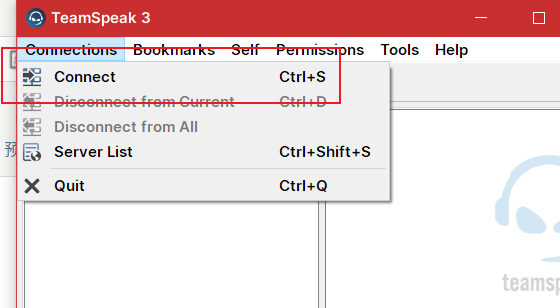 TeamSpeak 3
Connections Bookmarks Self Permissions Tools Help
Connect Ctrl+S
Disconnect from Current Ctrl+D
Disconnect from All
Server List Ctrl+Shift+S
Quit Ctrl+Q
teamsp